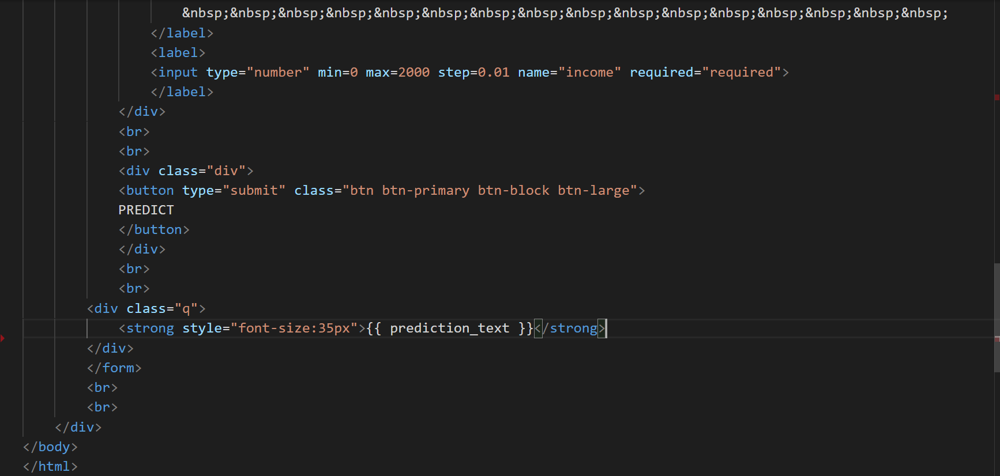 &nbsp;&nbsp;&nbsp;&nbsp;&nbsp;&nbsp;&nbsp;&nbsp;&nbsp;&nbsp;&nbsp;&nbsp;&nbsp;&nbsp;&nbsp;&nbsp;
</label>
<label>
<input type="number" min=0 max=2000 step=0.01 name="income" required="required">
</label>
</div>
<br>
<br>
<div class="div">
<button type="submit" class="btn btn-primary btn-block btn-large">
PREDICT
</button>
</div>
<br>
<br>
<div class="q">
<strong style="font-size:35px">{{ prediction_text }}</strong>
</div>
</form>
<br>
<br>
</div>
</body>
</html>